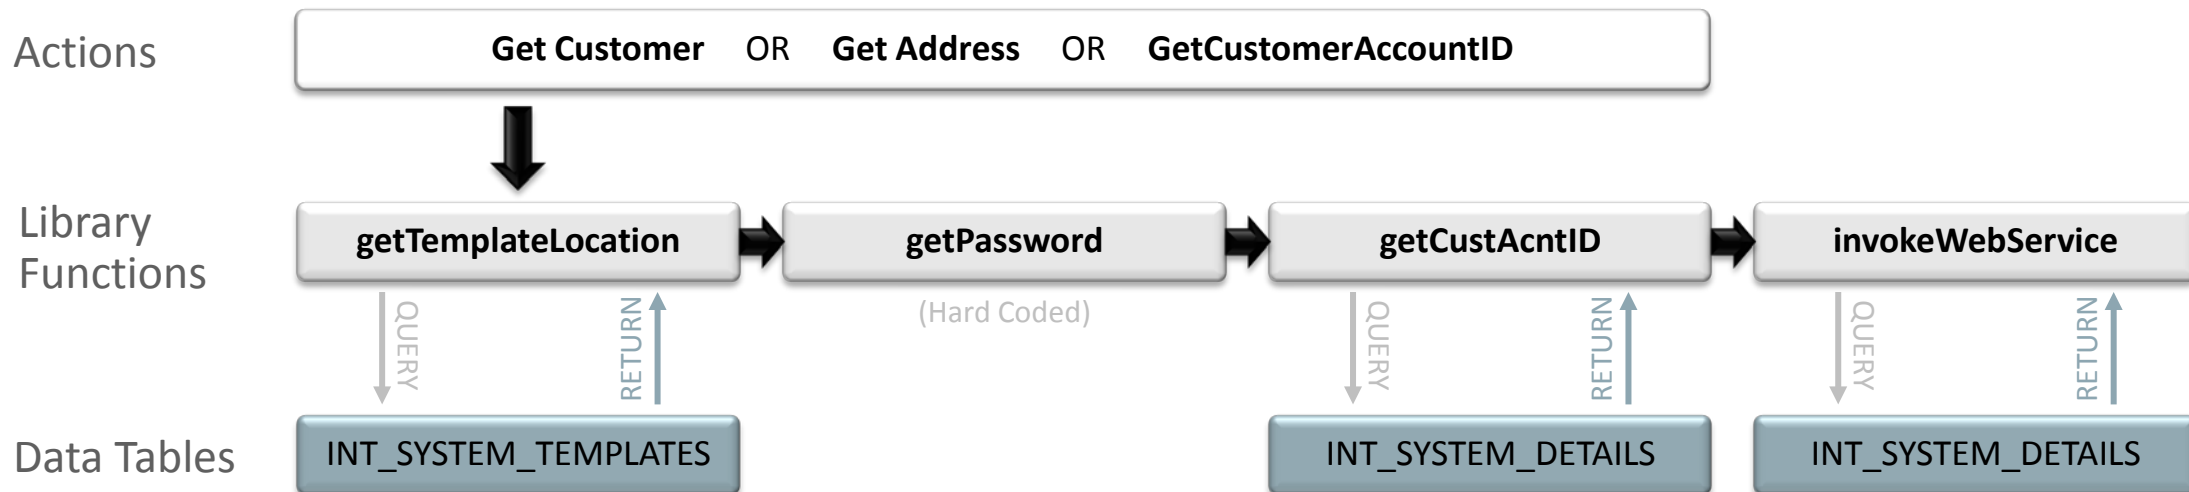 Actions
Get Customer OR Get Address OR GetCustomerAccountID
Library
Functions
getTemplateLocation
getPassword
getCustAcntID
invokeWebService
(Hard Coded)
QUERY
RETURN
QUERY
RETURN
QUERY
RETURN
Data Tables
INT_SYSTEM_TEMPLATES
INT_SYSTEM_DETAILS
INT_SYSTEM_DETAILS